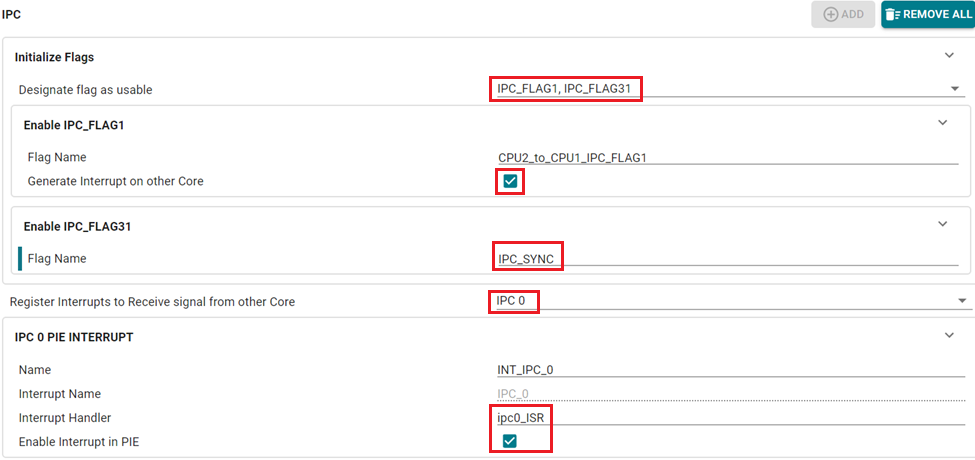 IPC
ADD
REMOVE ALL
Initialize Flags
Designate flag as usable IPC_FLAG1, IPC_FLAG31
Enable IPC_FLAG1
Flag Name CPU2_to_CPU1_IPC_FLAG1
Generate Interrupt on other Core
Enable IPC_FLAG31
Flag Name IPC_SYNC
Register Interrupts to Receive signal from other Core IPC 0
IPC 0 PIE INTERRUPT
Name INT_IPC_0
Interrupt Name IPC_0
Interrupt Handler ipc0_ISR
Enable Interrupt in PIE